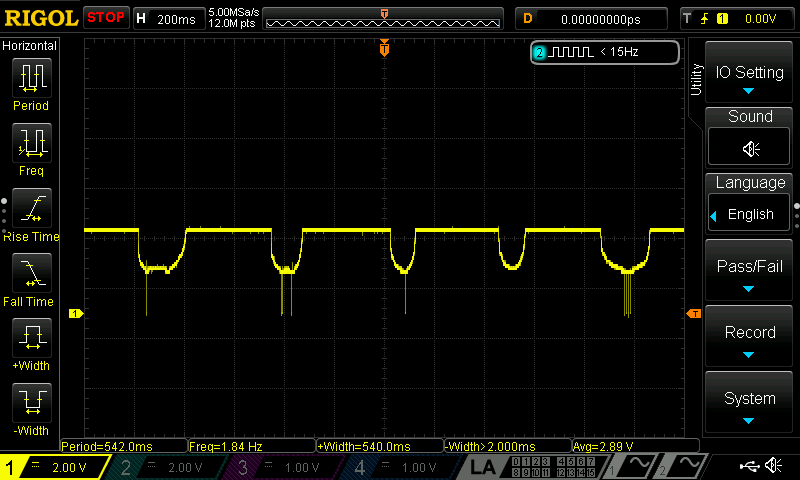 RIGOL STOP H 200ms 5.00MSa/s 12.0M pts T D 0.00000000ps T 1 0.00V
Horizontal
Period
Freq
Rise Time
Fall Time
+Width
-Width
T
2 < 15Hz
1
T
Utility
IO Setting
Sound
Language
English
Pass/Fail
Record
System
Period=542.0ms Freq=1.84 Hz +Width=540.0ms -Width>2.000ms Avg=2.89 V
1 2.00 V 2 2.00 V 3 1.00 V 4 1.00 V LA 0 1 2 3 4 5 6 7 1 2
8 9 10 11 12 13 14 15